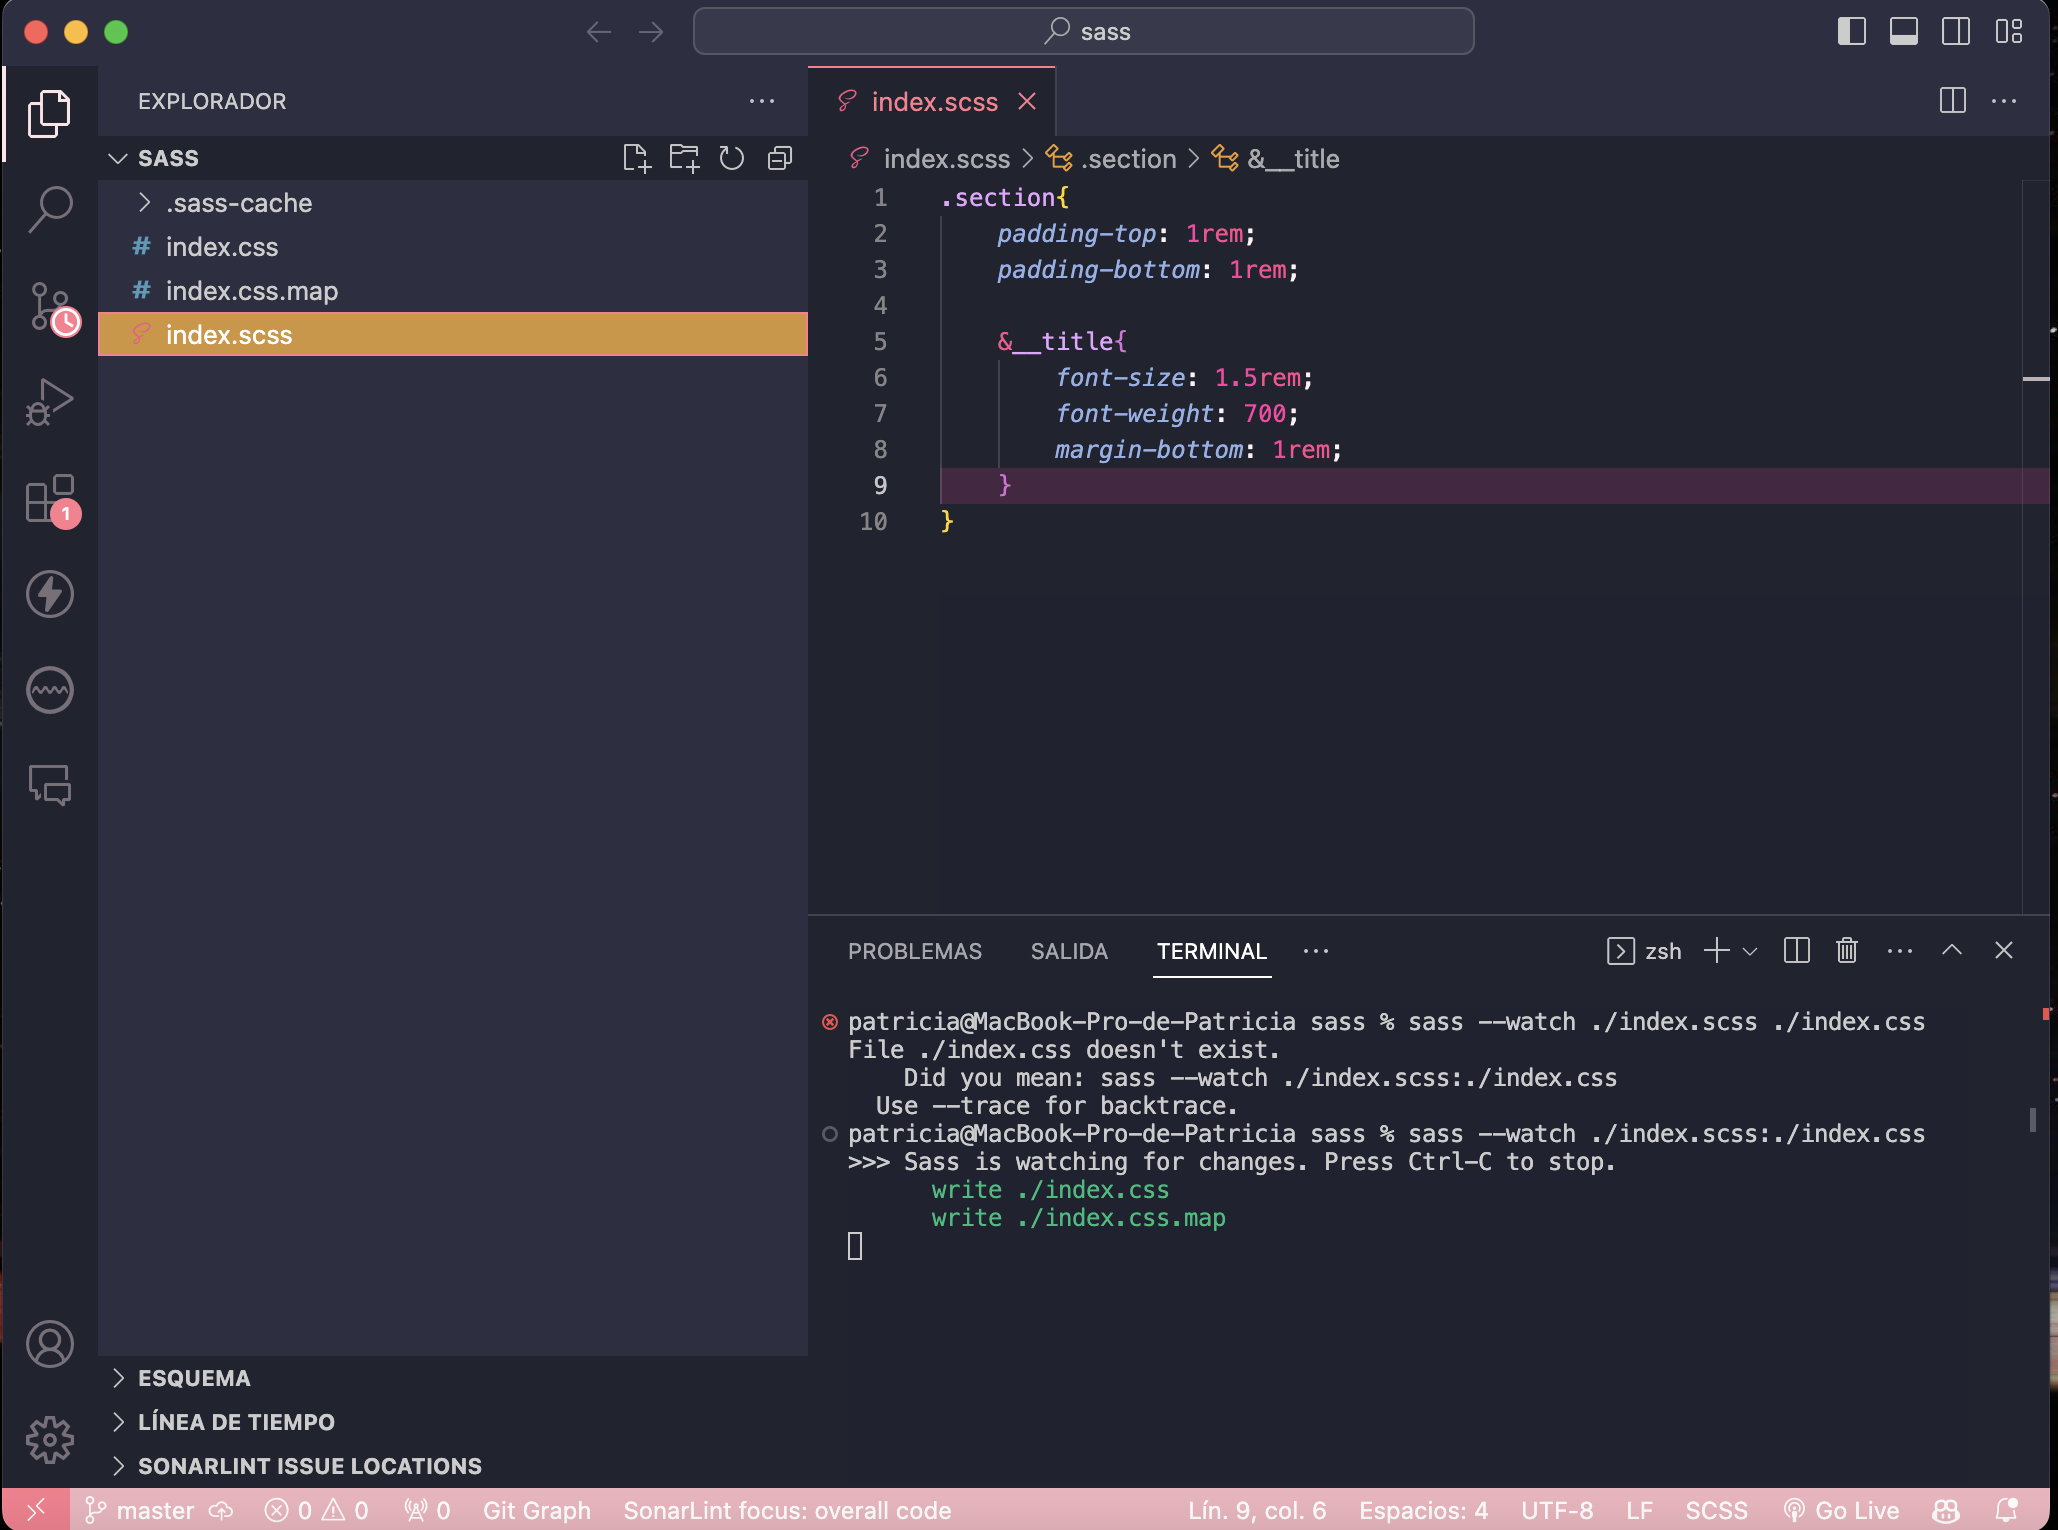 sass
EXPLORADOR
SASS
.sass-cache
# index.css
# index.css.map
index.scss
1
ESQUEMA
LÍNEA DE TIEMPO
SONARLINT ISSUE LOCATIONS
index.scss
index.scss > .section > &__title
1 .section{
2 padding-top: 1rem;
3 padding-bottom: 1rem;
4
5 &__title{
6 font-size: 1.5rem;
7 font-weight: 700;
8 margin-bottom: 1rem;
9 }
10 }
PROBLEMAS SALIDA TERMINAL zsh
patricia@MacBook-Pro-de-Patricia sass % sass --watch ./index.scss ./index.css
File ./index.css doesn't exist.
Did you mean: sass --watch ./index.scss:./index.css
Use --trace for backtrace.
patricia@MacBook-Pro-de-Patricia sass % sass --watch ./index.scss:./index.css
>>> Sass is watching for changes. Press Ctrl-C to stop.
write ./index.css
write ./index.css.map
master 0 0 0 Git Graph SonarLint focus: overall code Lín. 9, col. 6 Espacios: 4 UTF-8 LF SCSS Go Live